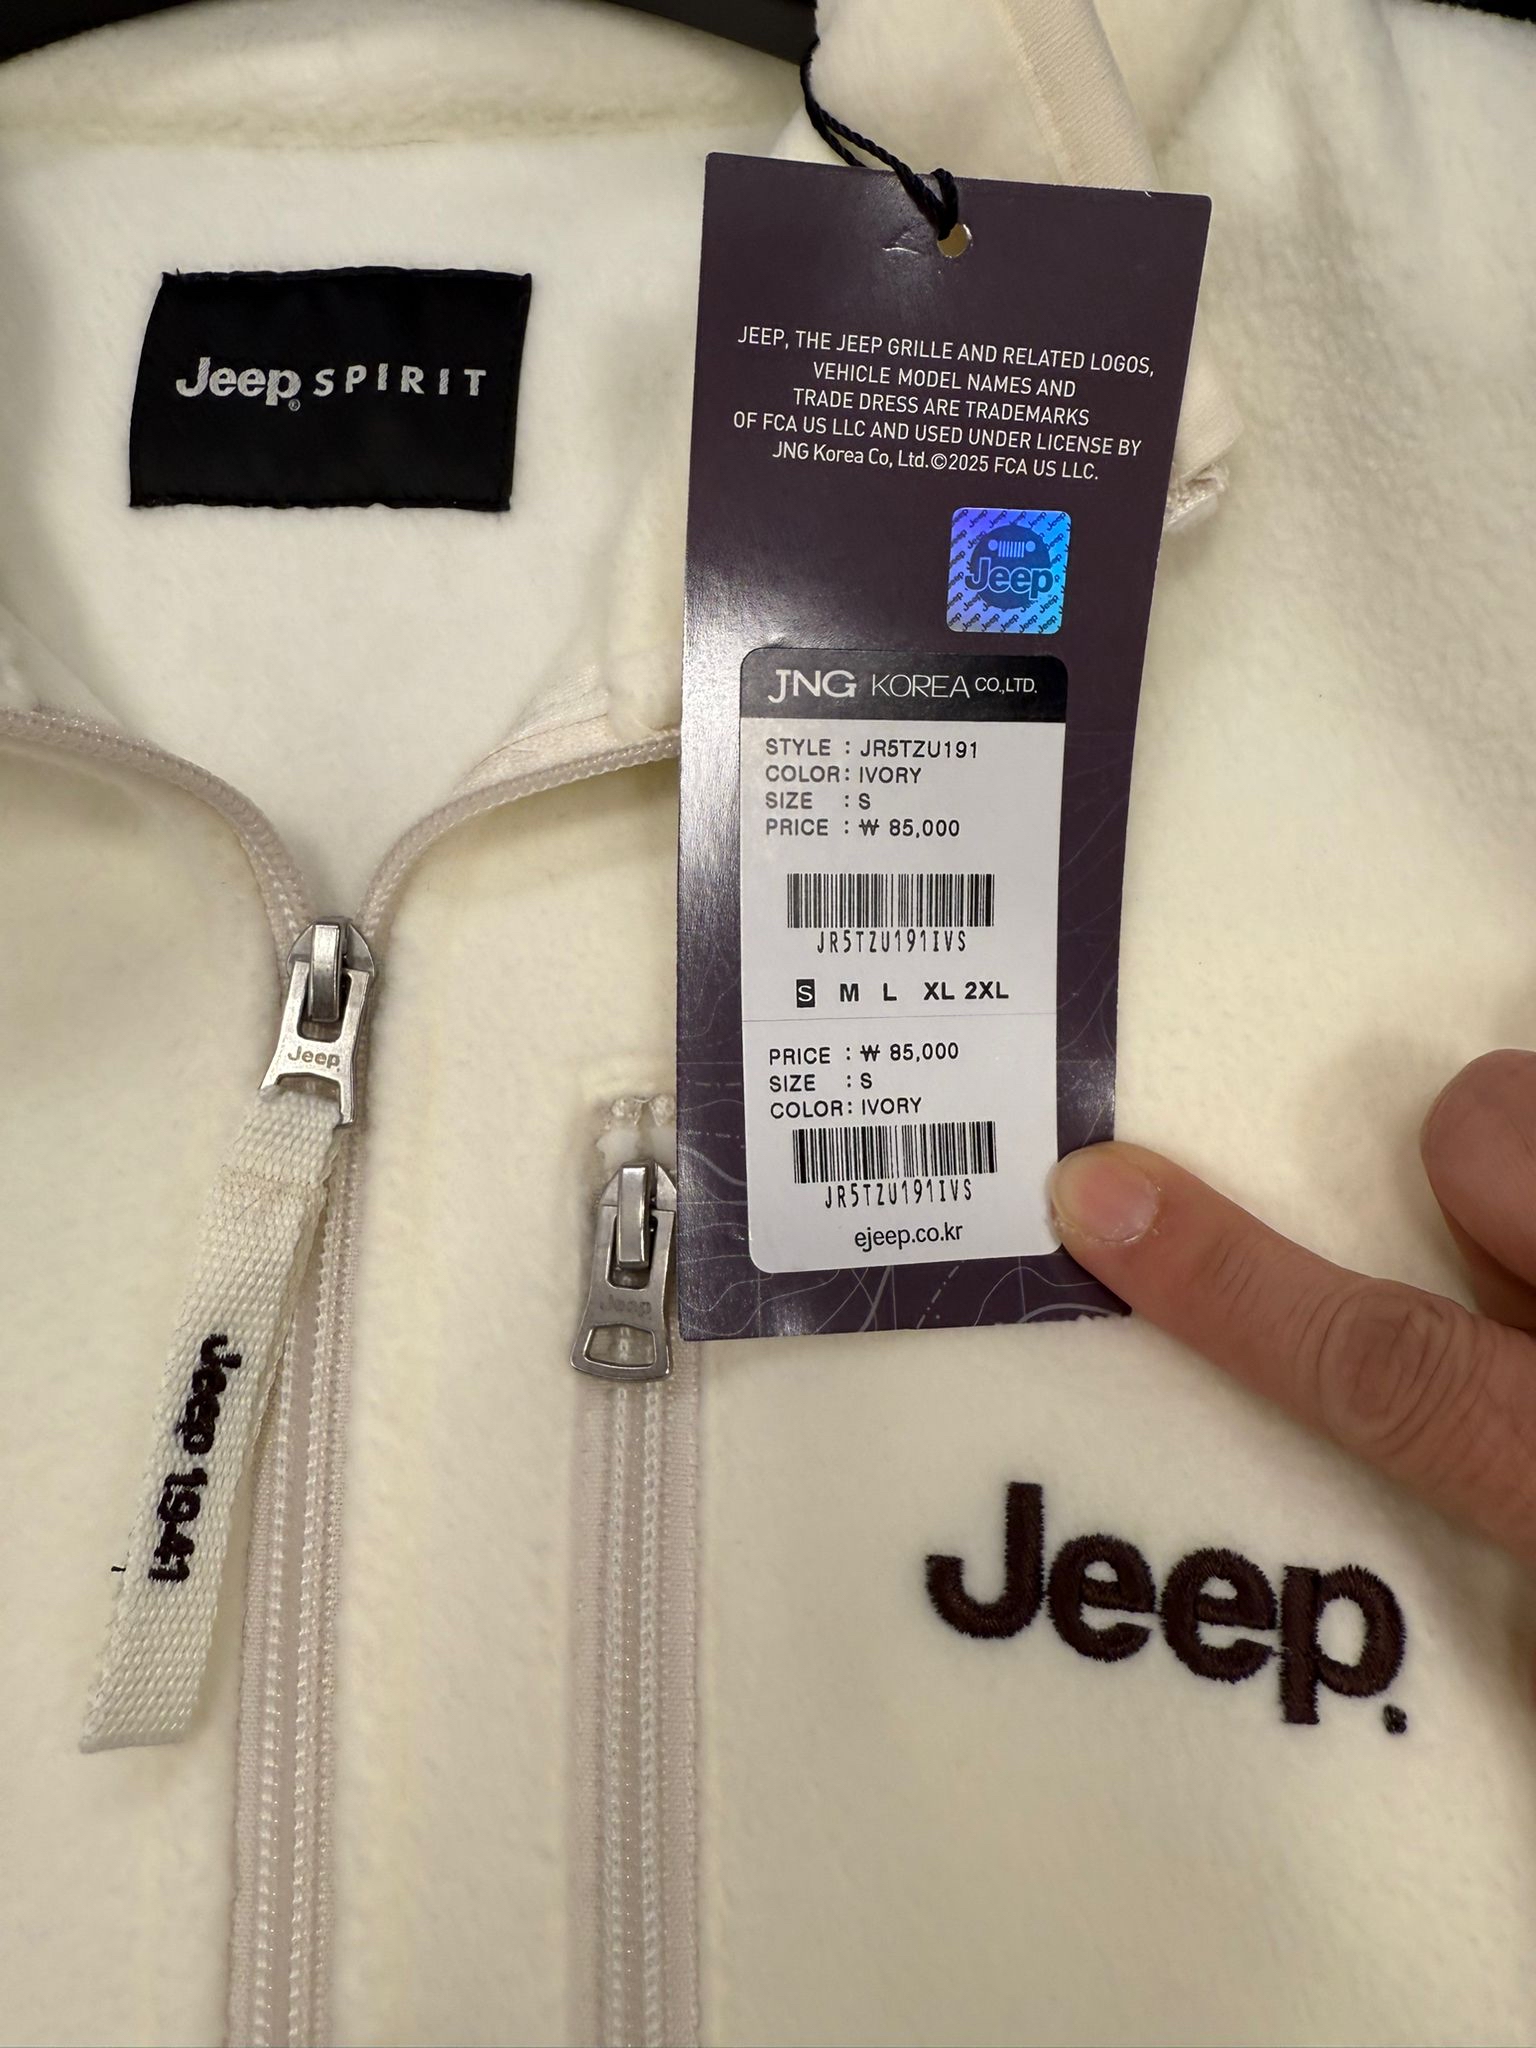 Jeep SPIRIT
JEEP, THE JEEP GRILLE AND RELATED LOGOS,
VEHICLE MODEL NAMES AND
TRADE DRESS ARE TRADEMARKS
OF FCA US LLC AND USED UNDER LICENSE BY
JNG Korea Co, Ltd.©2025 FCA US LLC.
Jeep
JNG KOREA CO.,LTD.
STYLE : JR5TZU191
COLOR: IVORY
SIZE : S
PRICE : ₩ 85,000
JR5TZU191IVS
S M L XL 2XL
PRICE : ₩ 85,000
SIZE : S
COLOR: IVORY
JR5TZU191IVS
ejeep.co.kr
Jeep
Jeep
Jeep 1941
Jeep